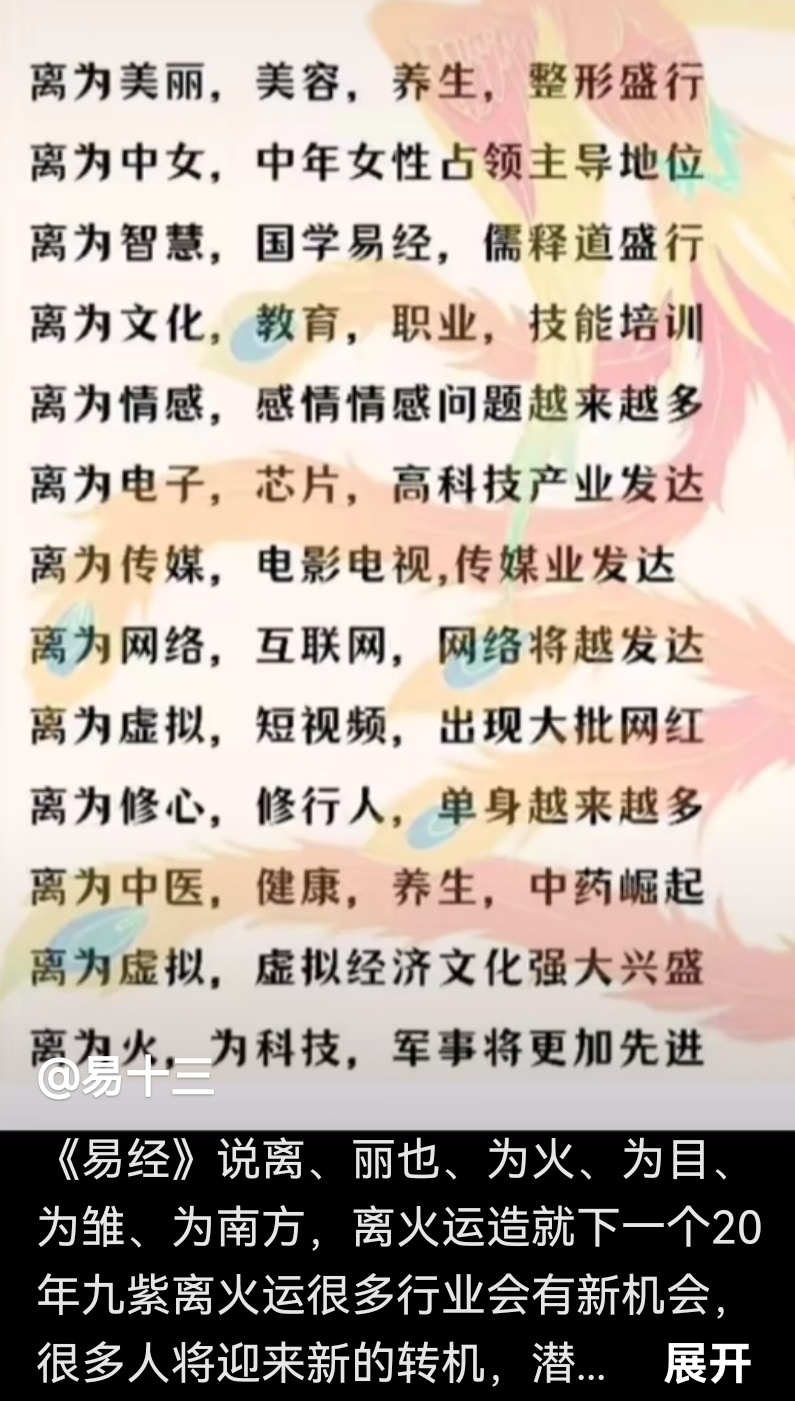 离为美丽，美容，养生，整形盛行
离为中女，中年女性占领主导地位
离为智慧，国学易经，儒释道盛行
离为文化，教育，职业，技能培训
离为情感，感情情感问题越来越多
离为电子，芯片，高科技产业发达
离为传媒，电影电视,传媒业发达
离为网络，互联网，网络将越发达
离为虚拟，短视频，出现大批网红
离为修心，修行人，单身越来越多
离为中医，健康，养生，中药崛起
离为虚拟，虚拟经济文化强大兴盛
离为火，为科技，军事将更加先进
@易十三
《易经》说离、丽也、为火、为目、
为雏、为南方，离火运造就下一个20
年九紫离火运很多行业会有新机会，
很多人将迎来新的转机，潜... 展开